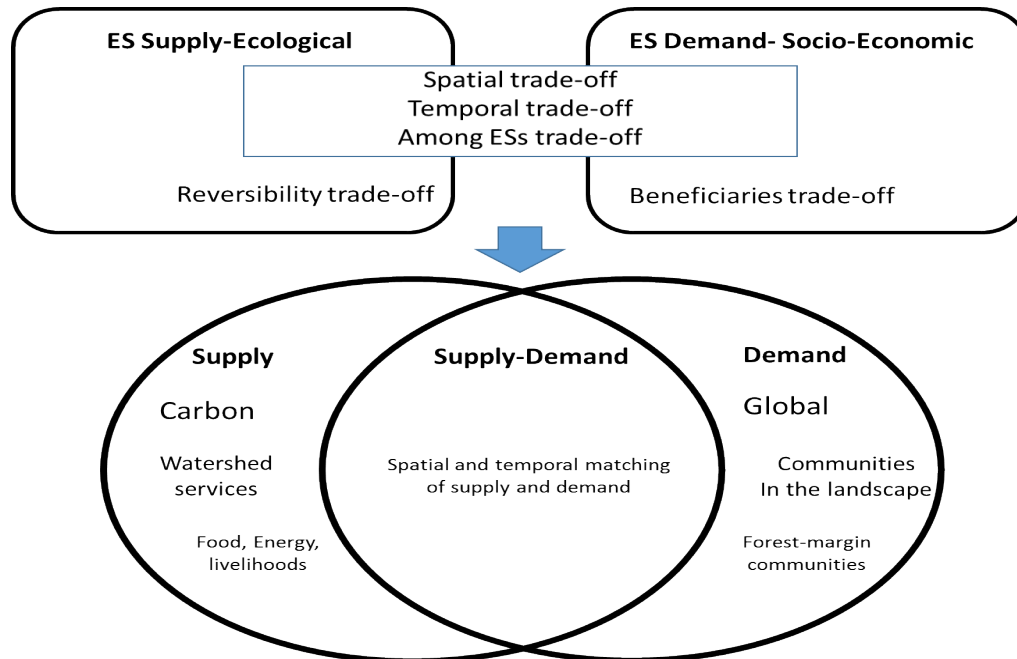 ES Supply-Ecological
ES Demand- Socio-Economic
Spatial trade-off
Temporal trade-off
Among ESs trade-off
Reversibility trade-off
Beneficiaries trade-off
Supply
Carbon
Watershed
services
Food, Energy,
livelihoods
Supply-Demand
Spatial and temporal matching
of supply and demand
Demand
Global
Communities
In the landscape
Forest-margin
communities